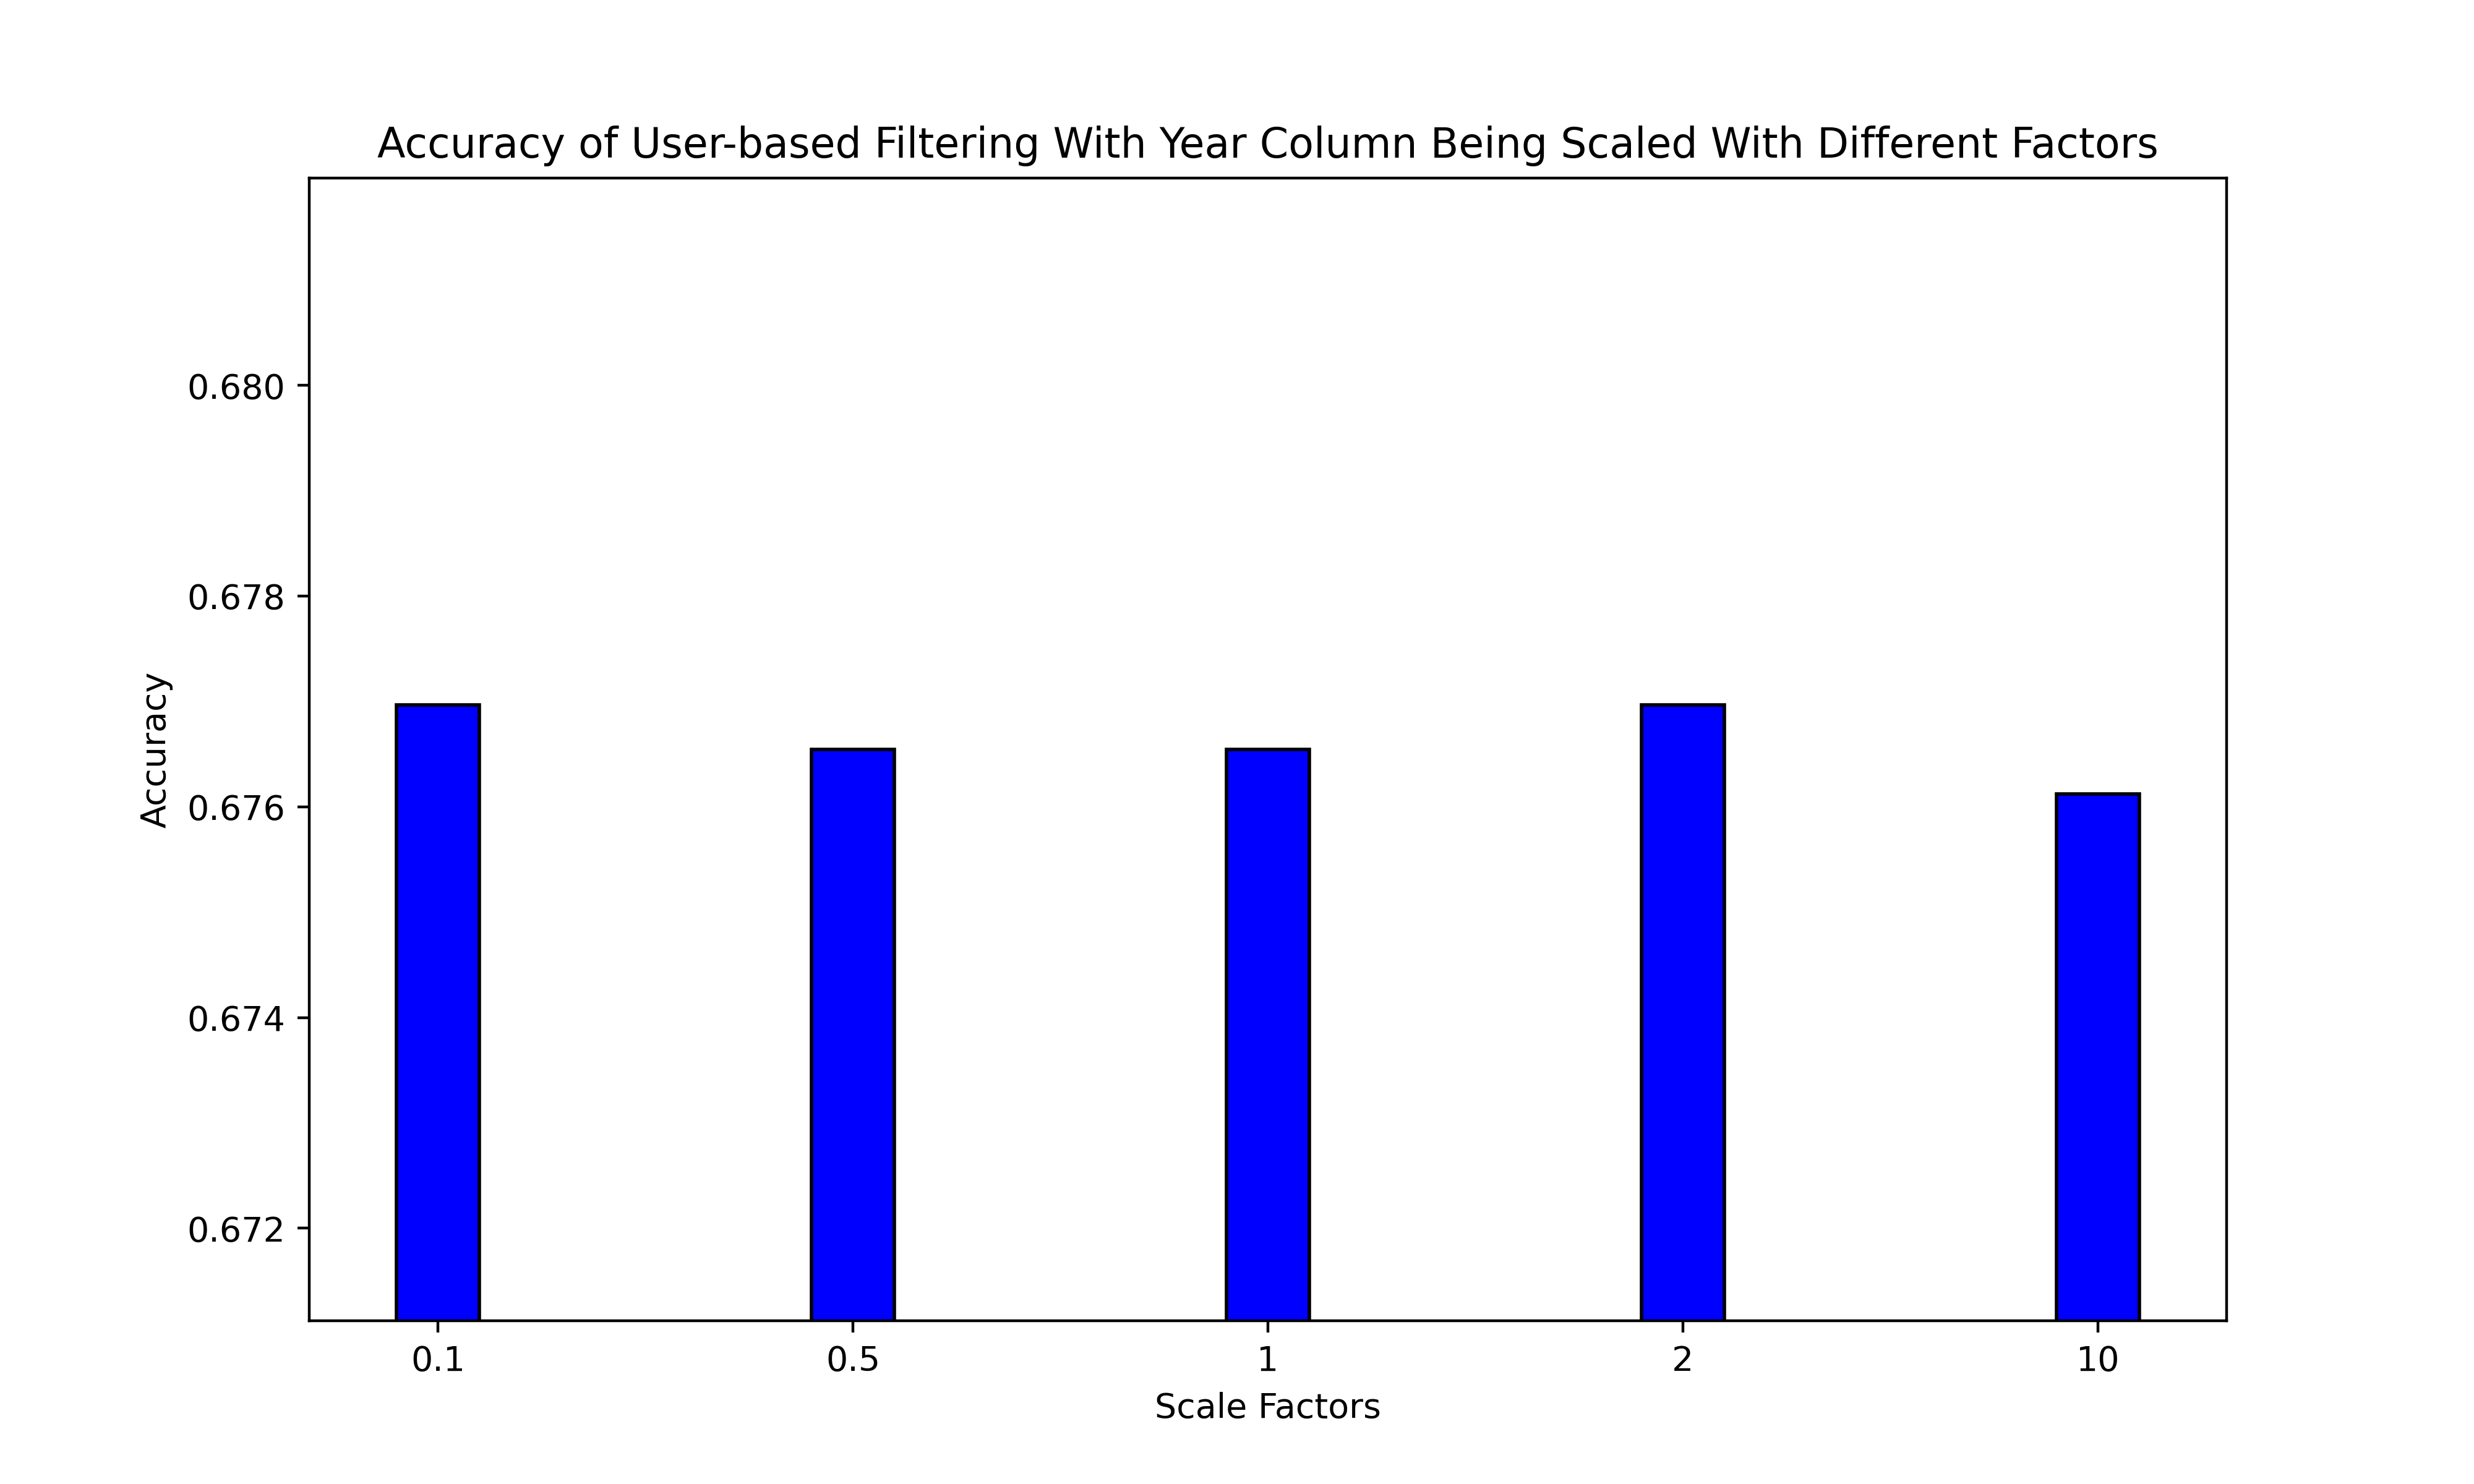 Accuracy of User-based Filtering With Year Column Being Scaled With Different Factors
0.680
0.678
0.676
0.674
0.672
Accuracy
0.1 0.5 1 2 10
Scale Factors